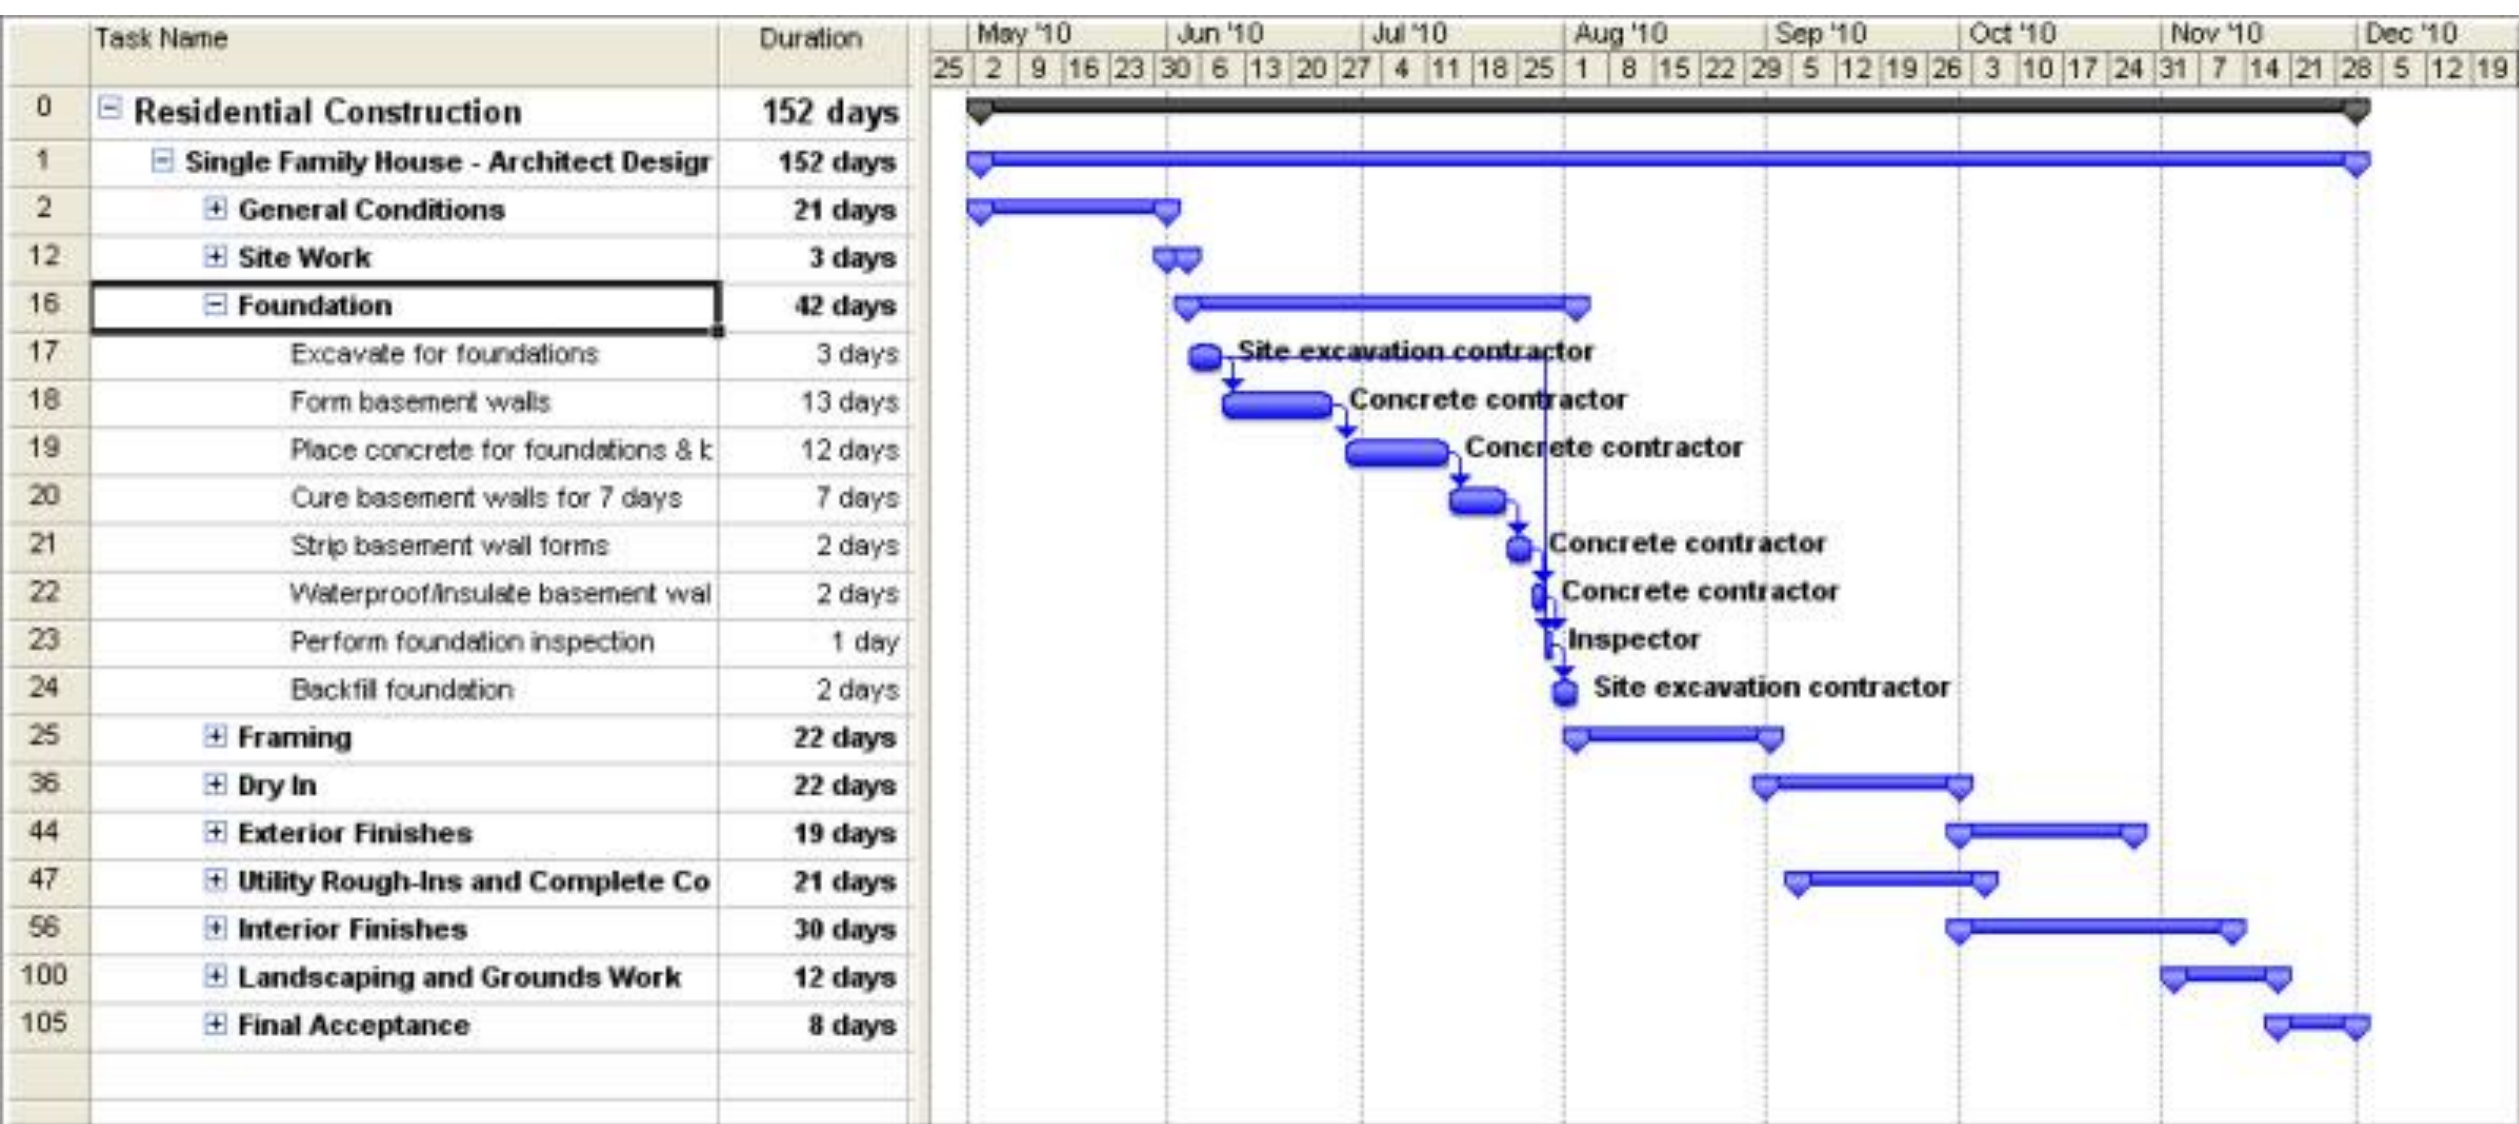 Task Name Duration May '10 Jun '10 Jul '10 Aug '10 Sep '10 Oct '10 Nov '10 Dec '10
25 2 9 16 23 30 6 13 20 27 4 11 18 25 1 8 15 22 29 5 12 19 26 3 10 17 24 31 7 14 21 28 5 12 19
0 Residential Construction 152 days
1 Single Family House - Architect Desigr 152 days
2 General Conditions 21 days
12 Site Work 3 days
16 Foundation 42 days
17 Excavate for foundations 3 days Site excavation contractor
18 Form basement walls 13 days Concrete contractor
19 Place concrete for foundations & b 12 days Concrete contractor
20 Cure basement walls for 7 days 7 days
21 Strip basement wall forms 2 days Concrete contractor
22 Waterproof/insulate basement wal 2 days Concrete contractor
23 Perform foundation inspection 1 day Inspector
24 Backfill foundation 2 days Site excavation contractor
25 Framing 22 days
36 Dry In 22 days
44 Exterior Finishes 19 days
47 Utility Rough-Ins and Complete Co 21 days
56 Interior Finishes 30 days
100 Landscaping and Grounds Work 12 days
105 Final Acceptance 8 days